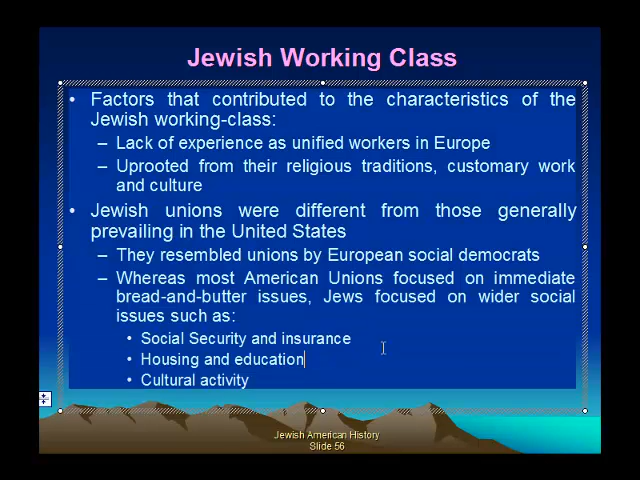 Jewish Working Class
• Factors that contributed to the characteristics of the
Jewish working-class:
– Lack of experience as unified workers in Europe
– Uprooted from their religious traditions, customary work
and culture
• Jewish unions were different from those generally
prevailing in the United States
– They resembled unions by European social democrats
– Whereas most American Unions focused on immediate
bread-and-butter issues, Jews focused on wider social
issues such as:
• Social Security and insurance
• Housing and education
• Cultural activity
Jewish American History
Slide 56